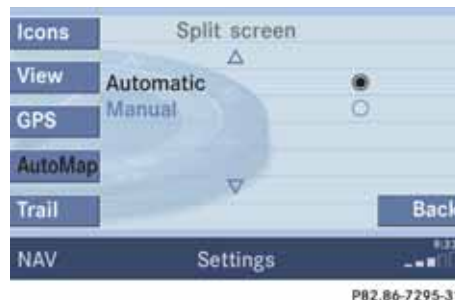 Icons
Split screen
View
Automatic
Manual
GPS
AutoMap
Trail
Back
NAV
Settings
P82.86-7295-31